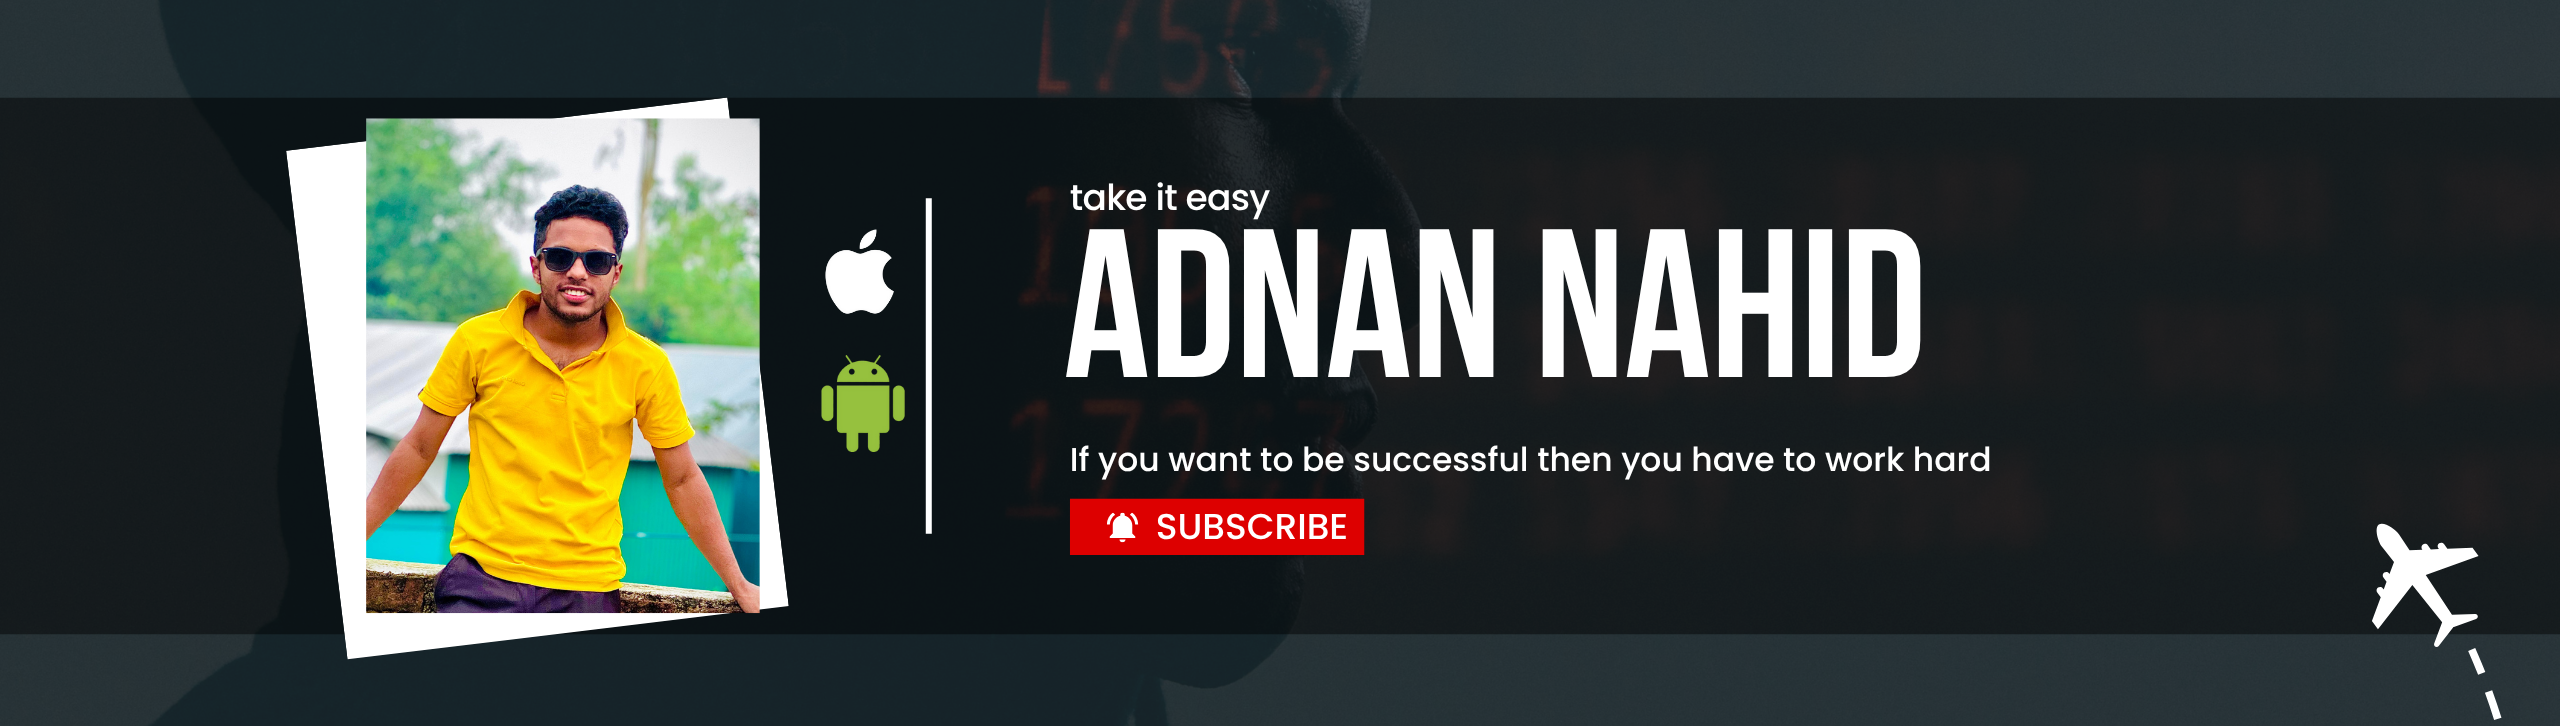 take it easy
ADNAN NAHID
If you want to be successful then you have to work hard
SUBSCRIBE